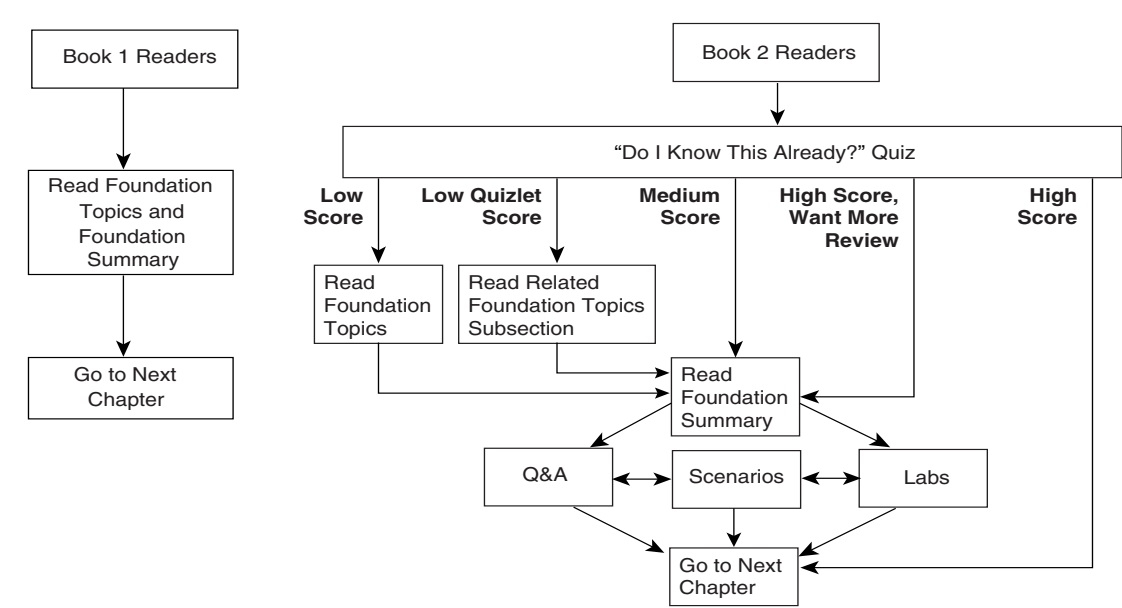 Book 1 Readers
Read Foundation
Topics and
Foundation
Summary
Go to Next
Chapter
Book 2 Readers
“Do I Know This Already?” Quiz
Low
Score
Low Quizlet
Score
Medium
Score
High Score,
Want More
Review
High
Score
Read
Foundation
Topics
Read Related
Foundation Topics
Subsection
Read
Foundation
Summary
Q&A
Scenarios
Labs
Go to Next
Chapter